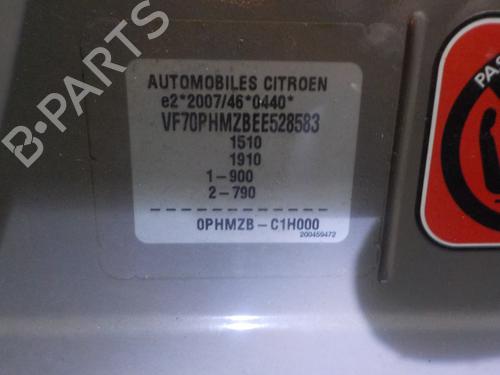 B-PARTS
AUTOMOBILES CITROEN
e2*2007/46*0440*
VF70PHMZBEE528583
1510
1910
1-900
2-790
0PHMZB-C1H000
200459472